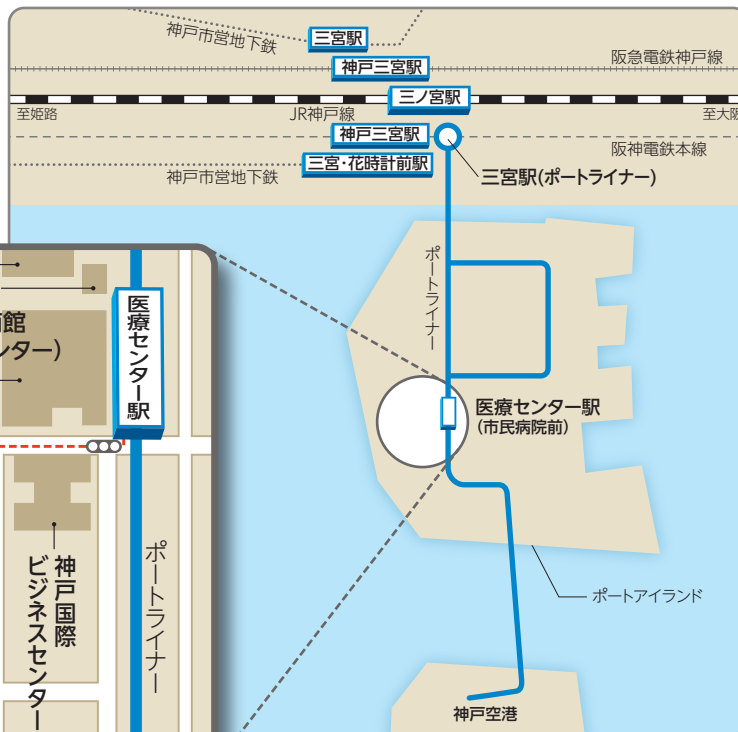 神戸市営地下鉄
三宮駅
神戸三宮駅
阪急電鉄神戸線
三ノ宮駅
至姫路
JR神戸線
至大阪
神戸三宮駅
阪神電鉄本線
三宮・花時計前駅
神戸市営地下鉄
三宮駅(ポートライナー)
ポートライナー
医療センター駅
館
ンター)
医療センター駅
(市民病院前)
神戸国際
ビジネスセンター
ポートライナー
ポートアイランド
神戸空港